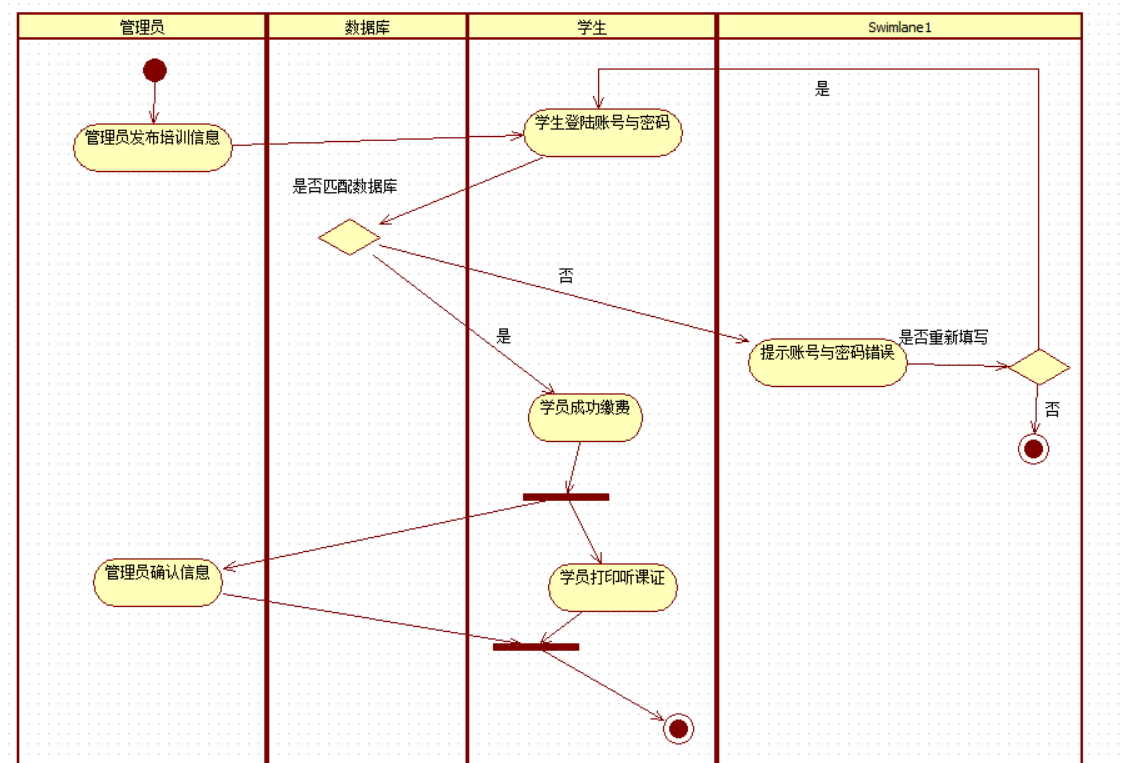 管理员
数据库
学生
Swimlane1
是
学生登陆账号与密码
管理员发布培训信息
是否匹配数据库
否
是
是否重新填写
提示账号与密码错误
学员成功缴费
否
管理员确认信息
学员打印听课证